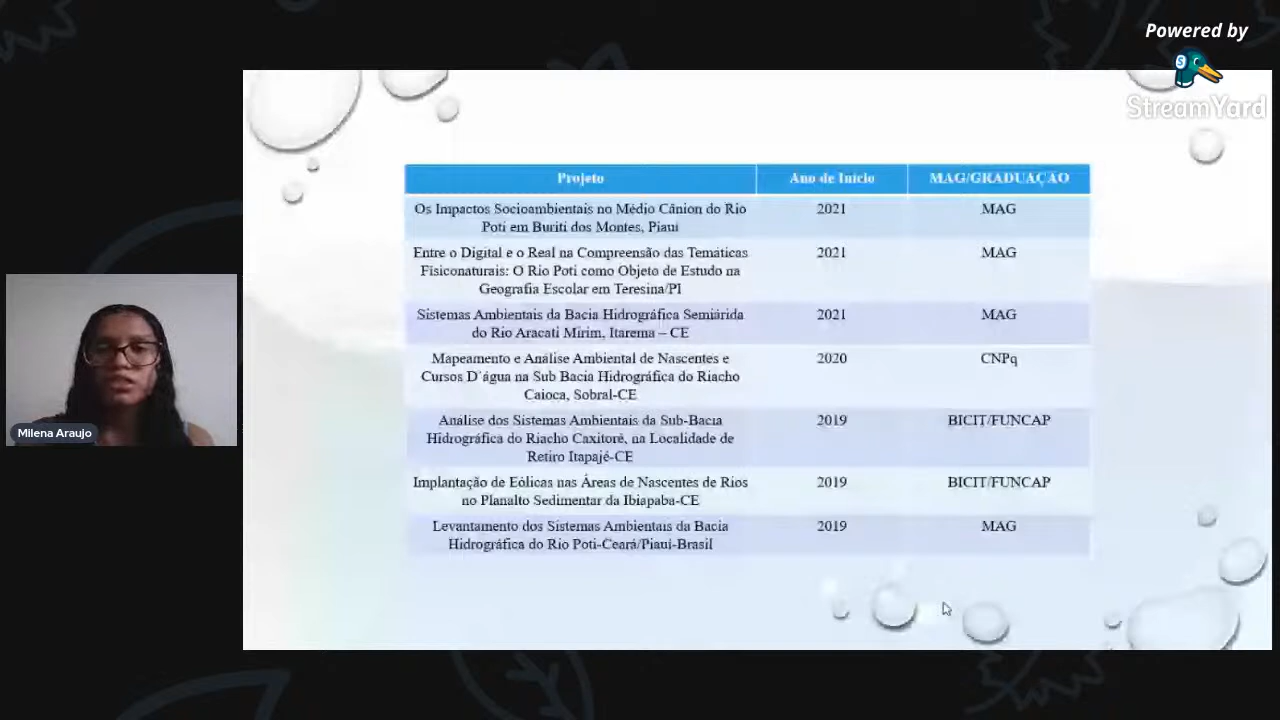 Powered by
StreamYard
Projeto Ano de Início MAG/GRADUAÇÃO
Os Impactos Socioambientais no Médio Cânion do Rio
Poti em Buriti dos Montes, Piauí
2021 MAG
Entre o Digital e o Real na Compreensão das Temáticas
Fisiconaturais: O Rio Poti como Objeto de Estudo na
Geografia Escolar em Teresina/PI
2021 MAG
Sistemas Ambientais da Bacia Hidrográfica Semiárida
do Rio Aracati Mirim, Itarema – CE
2021 MAG
Mapeamento e Análise Ambiental de Nascentes e
Cursos D´água na Sub Bacia Hidrográfica do Riacho
Caioca, Sobral-CE
2020 CNPq
Análise dos Sistemas Ambientais da Sub-Bacia
Hidrográfica do Riacho Caxitoré, na Localidade de
Retiro Itapajé-CE
2019 BICIT/FUNCAP
Implantação de Eólicas nas Áreas de Nascentes de Rios
no Planalto Sedimentar da Ibiapaba-CE
2019 BICIT/FUNCAP
Levantamento dos Sistemas Ambientais da Bacia
Hidrográfica do Rio Poti-Ceará/Piauí-Brasil
2019 MAG
Milena Araujo